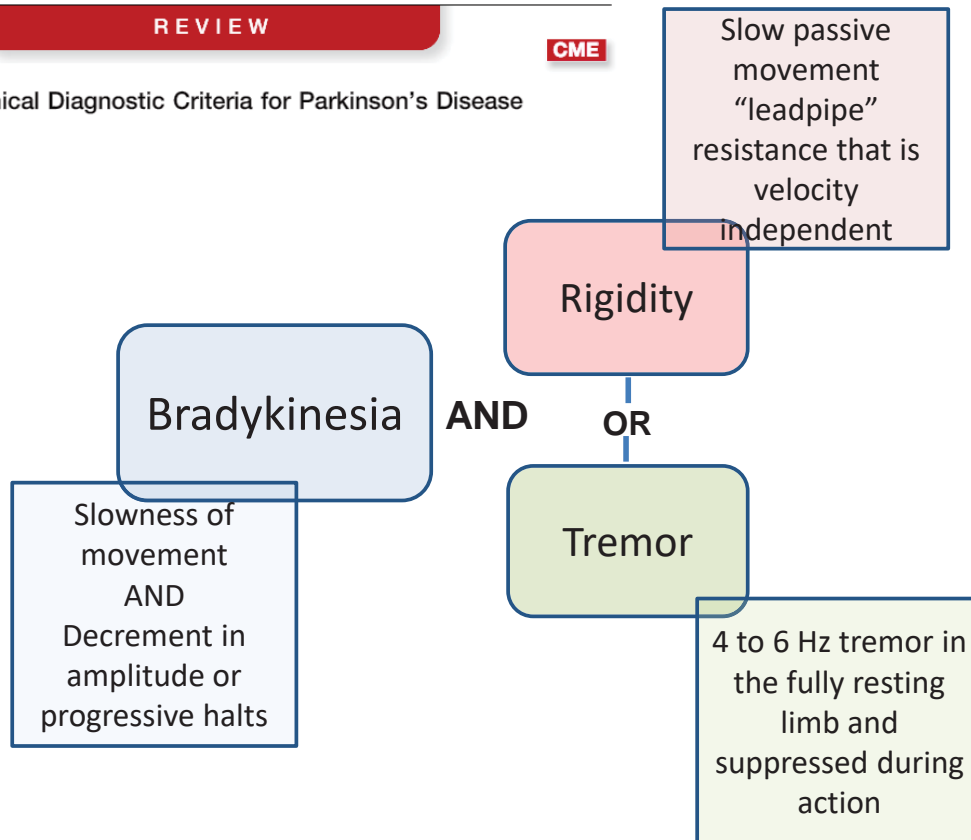 REVIEW
CME
ical Diagnostic Criteria for Parkinson's Disease
Slow passive
movement
“leadpipe”
resistance that is
velocity
independent
Rigidity
Bradykinesia
AND
OR
Tremor
Slowness of
movement
AND
Decrement in
amplitude or
progressive halts
4 to 6 Hz tremor in
the fully resting
limb and
suppressed during
action